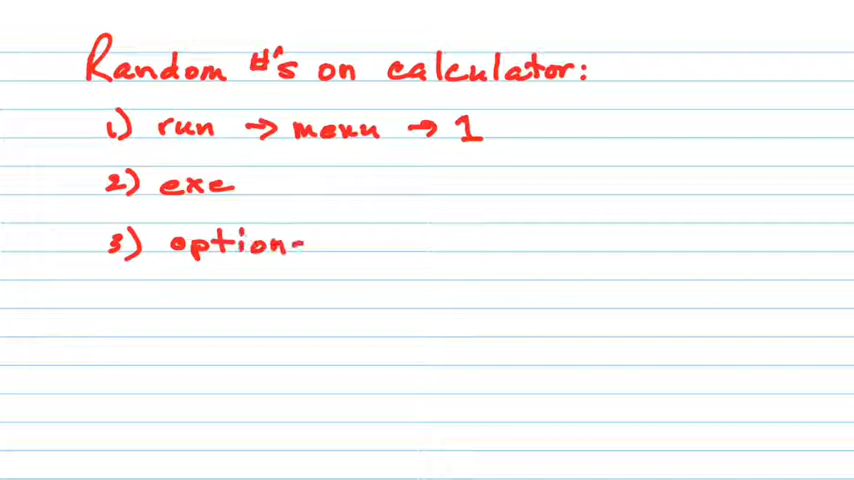 Random #'s on calculator:
1) run → menu → 1
2) exe
3) option-